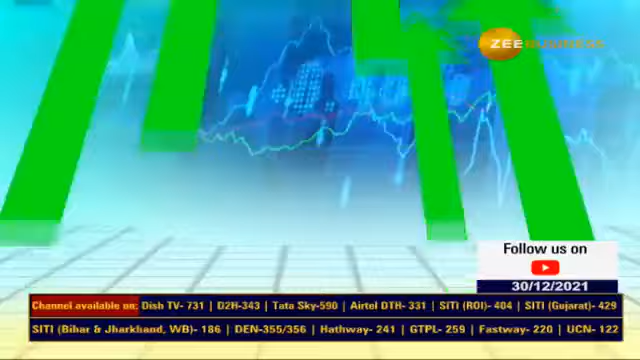 ZEE BUSINESS
Follow us on
30/12/2021
Channel available on: Dish TV- 731 | D2H-343 | Tata Sky-590 | Airtel DTH- 331 | SITI (ROI)- 404 | SITI (Gujarat)- 429
SITI (Bihar & Jharkhand, WB)- 186 | DEN-355/356 | Hathway- 241 | GTPL- 259 | Fastway- 220 | UCN- 122